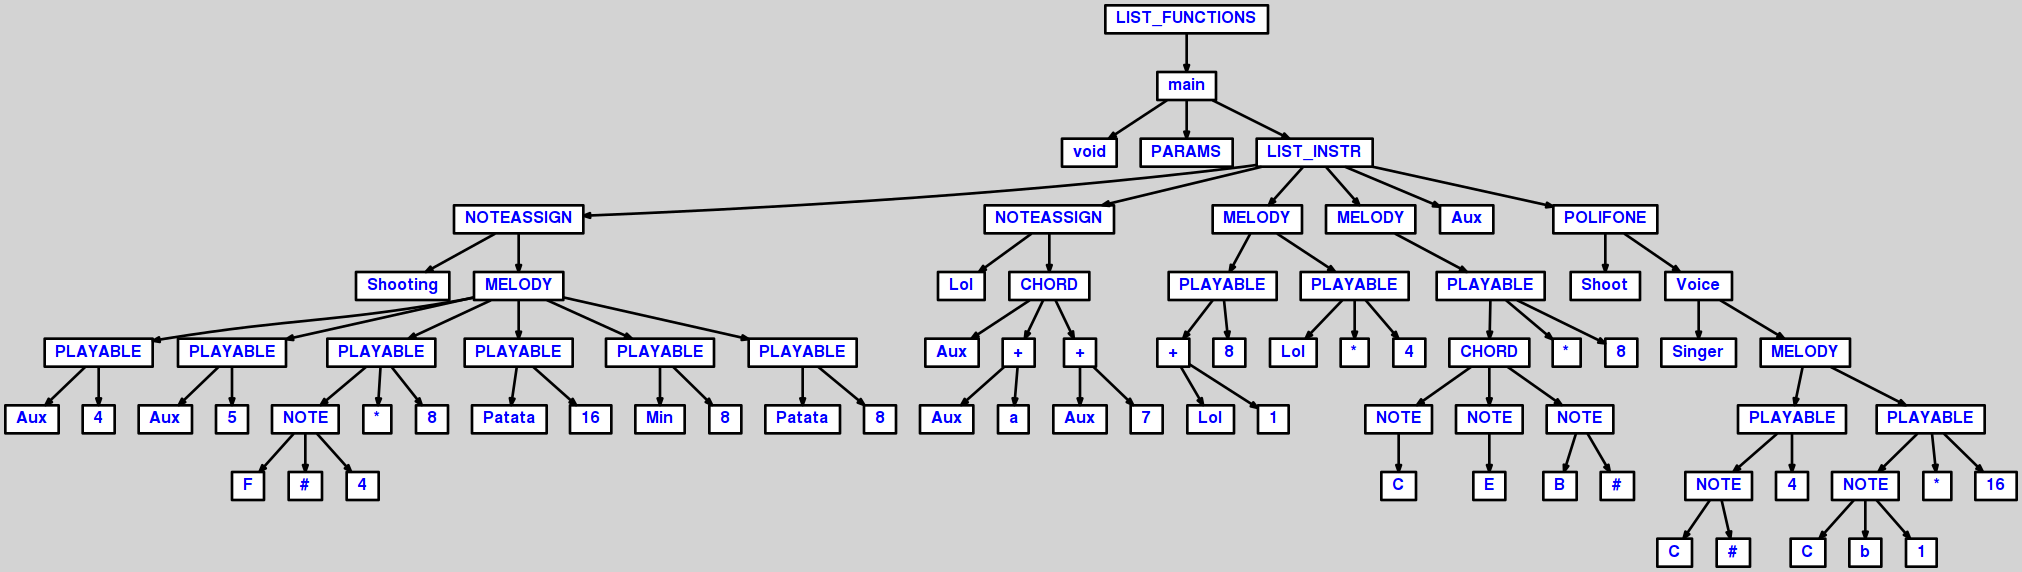 LIST_FUNCTIONS
main
void PARAMS LIST_INSTR
NOTEASSIGN NOTEASSIGN MELODY MELODY Aux POLIFONE
Shooting MELODY Lol CHORD PLAYABLE PLAYABLE PLAYABLE Shoot Voice
PLAYABLE PLAYABLE PLAYABLE PLAYABLE PLAYABLE PLAYABLE Aux + + + 8 Lol * 4 CHORD * 8 Singer MELODY
Aux 4 Aux 5 NOTE * 8 Patata 16 Min 8 Patata 8 Aux a Aux 7 Lol 1 NOTE NOTE NOTE PLAYABLE PLAYABLE
F # 4 C E B # NOTE 4 NOTE * 16
C # C b 1